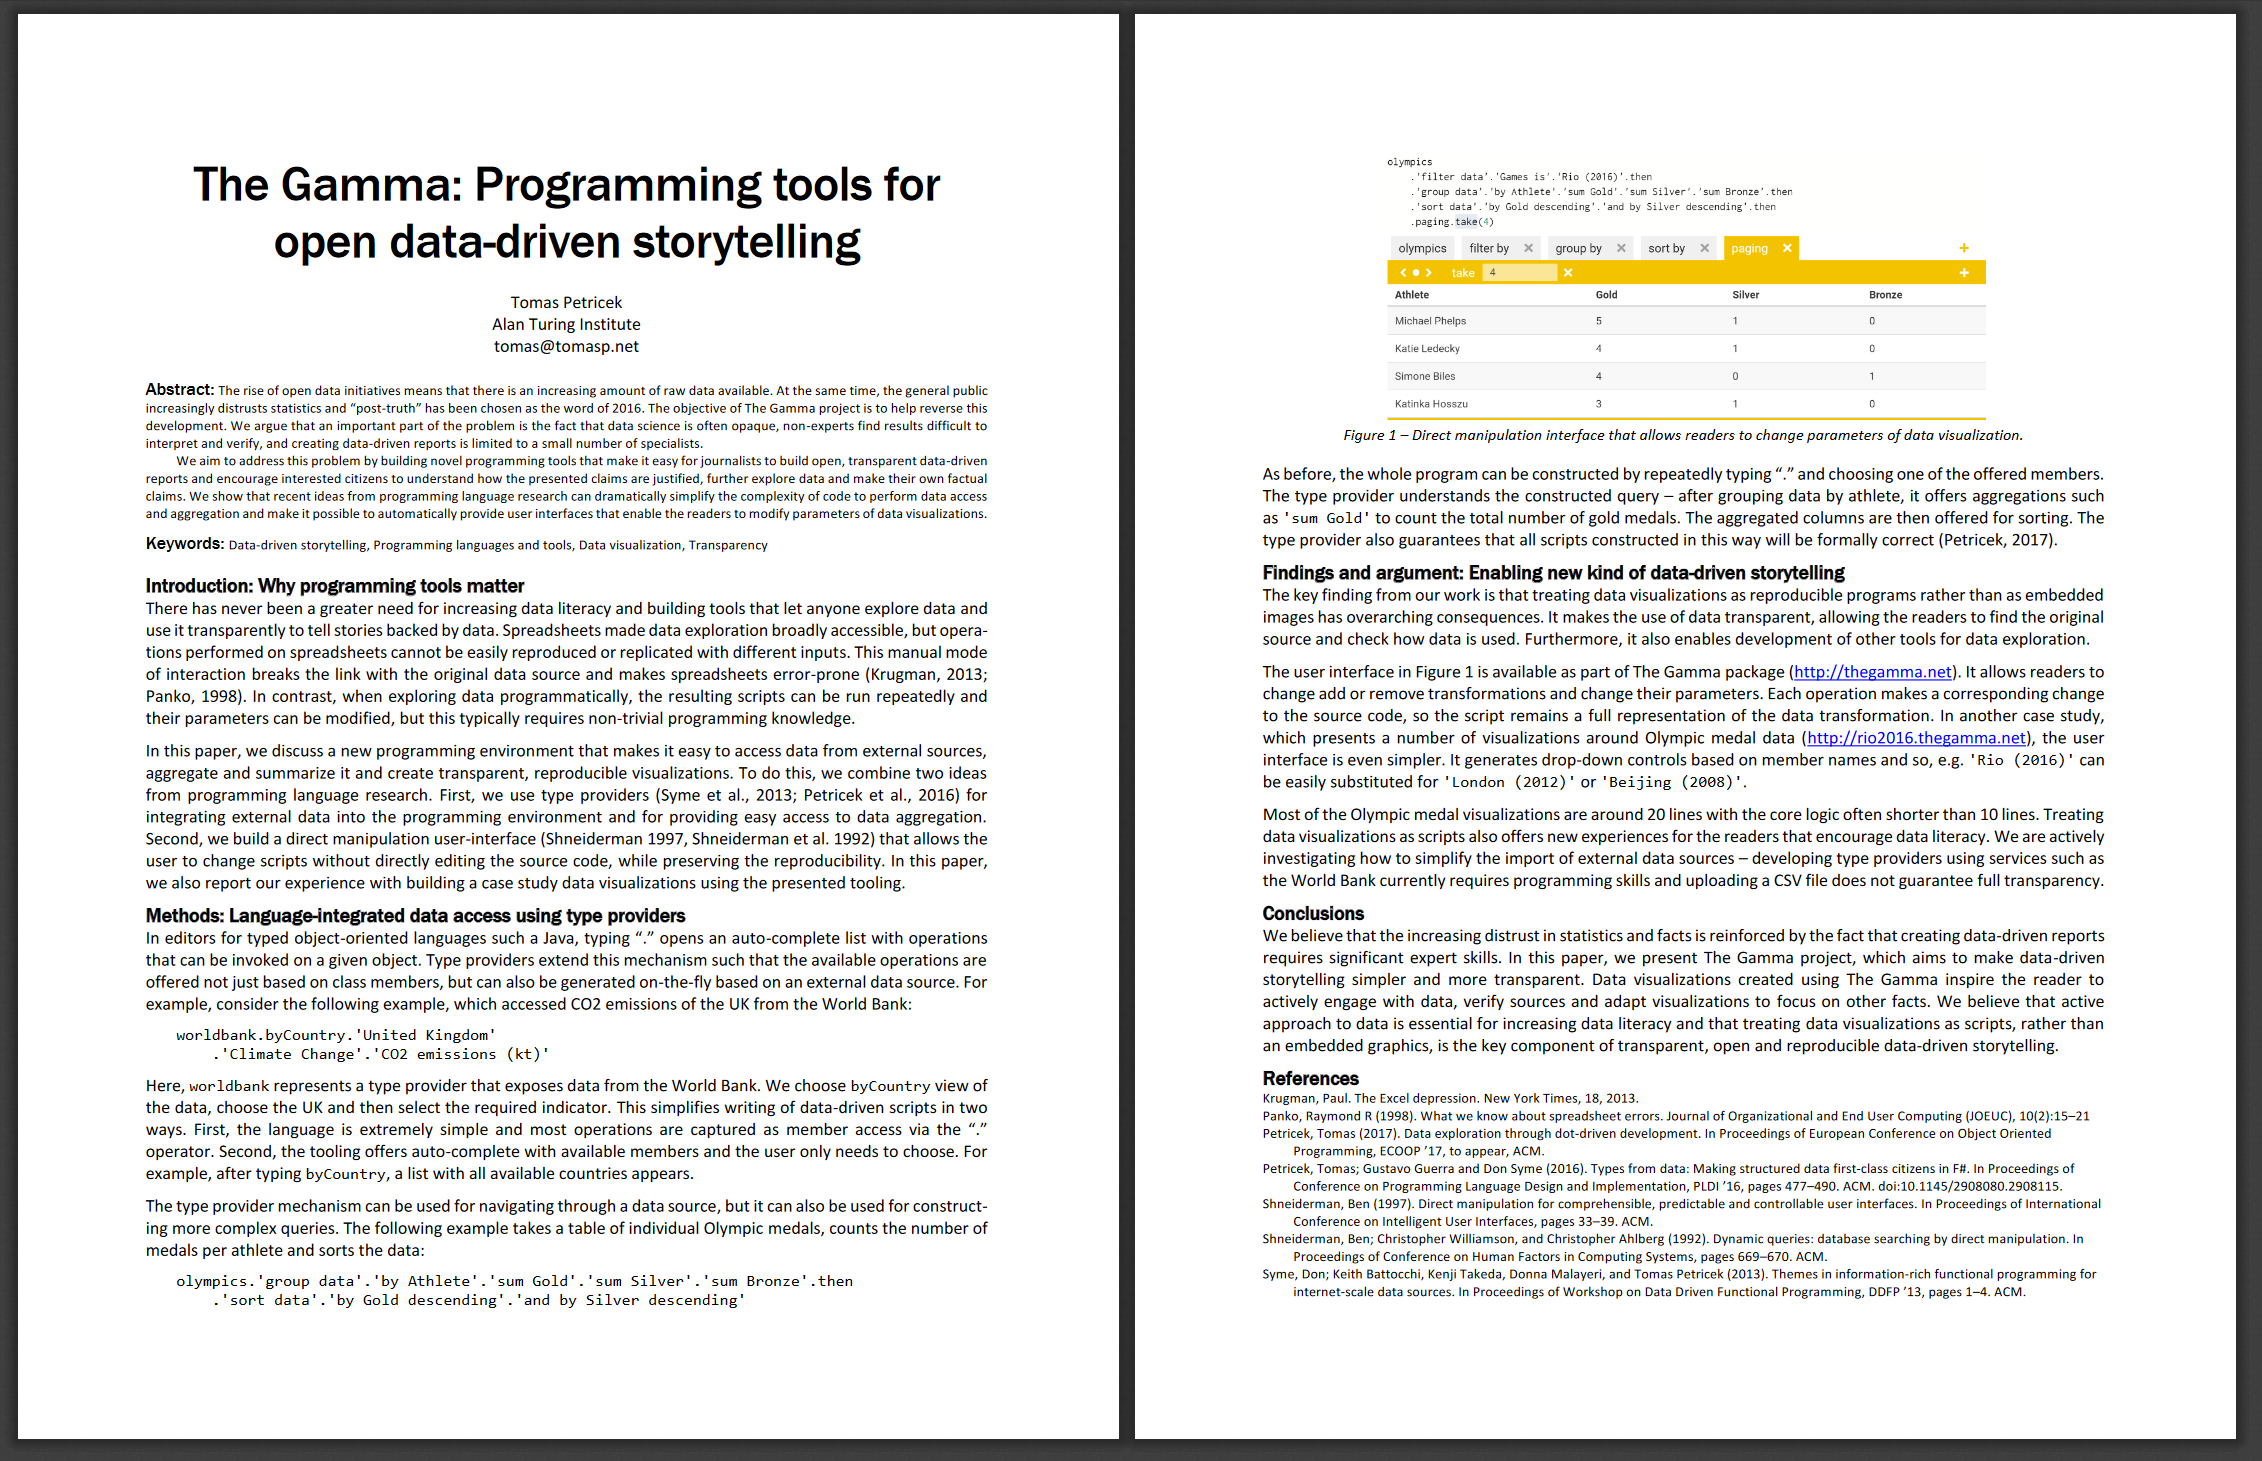 The Gamma: Programming tools for
open data-driven storytelling
Tomas Petricek
Alan Turing Institute
tomas@tomasp.net
Abstract: The rise of open data initiatives means that there is an increasing amount of raw data available. At the same time, the general public
increasingly distrusts statistics and “post-truth” has been chosen as the word of 2016. The objective of The Gamma project is to help reverse this
development. We argue that an important part of the problem is the fact that data science is often opaque, non-experts find results difficult to
interpret and verify, and creating data-driven reports is limited to a small number of specialists.
We aim to address this problem by building novel programming tools that make it easy for journalists to build open, transparent data-driven
reports and encourage interested citizens to understand how the presented claims are justified, further explore data and make their own factual
claims. We show that recent ideas from programming language research can dramatically simplify the complexity of code to perform data access
and aggregation and make it possible to automatically provide user interfaces that enable the readers to modify parameters of data visualizations.
Keywords: Data-driven storytelling, Programming languages and tools, Data visualization, Transparency
Introduction: Why programming tools matter
There has never been a greater need for increasing data literacy and building tools that let anyone explore data and
use it transparently to tell stories backed by data. Spreadsheets made data exploration broadly accessible, but opera-
tions performed on spreadsheets cannot be easily reproduced or replicated with different inputs. This manual mode
of interaction breaks the link with the original data source and makes spreadsheets error-prone (Krugman, 2013;
Panko, 1998). In contrast, when exploring data programmatically, the resulting scripts can be run repeatedly and
their parameters can be modified, but this typically requires non-trivial programming knowledge.
In this paper, we discuss a new programming environment that makes it easy to access data from external sources,
aggregate and summarize it and create transparent, reproducible visualizations. To do this, we combine two ideas
from programming language research. First, we use type providers (Syme et al., 2013; Petricek et al., 2016) for
integrating external data into the programming environment and for providing easy access to data aggregation.
Second, we build a direct manipulation user-interface (Shneiderman 1997, Shneiderman et al. 1992) that allows the
user to change scripts without directly editing the source code, while preserving the reproducibility. In this paper,
we also report our experience with building a case study data visualizations using the presented tooling.
Methods: Language-integrated data access using type providers
In editors for typed object-oriented languages such a Java, typing “.” opens an auto-complete list with operations
that can be invoked on a given object. Type providers extend this mechanism such that the available operations are
offered not just based on class members, but can also be generated on-the-fly based on an external data source. For
example, consider the following example, which accessed CO2 emissions of the UK from the World Bank:
worldbank.byCountry.'United Kingdom'
.'Climate Change'.'CO2 emissions (kt)'
Here, worldbank represents a type provider that exposes data from the World Bank. We choose byCountry view of
the data, choose the UK and then select the required indicator. This simplifies writing of data-driven scripts in two
ways. First, the language is extremely simple and most operations are captured as member access via the “.”
operator. Second, the tooling offers auto-complete with available members and the user only needs to choose. For
example, after typing byCountry, a list with all available countries appears.
The type provider mechanism can be used for navigating through a data source, but it can also be used for construct-
ing more complex queries. The following example takes a table of individual Olympic medals, counts the number of
medals per athlete and sorts the data:
olympics.'group data'.'by Athlete'.'sum Gold'.'sum Silver'.'sum Bronze'.then
.'sort data'.'by Gold descending'.'and by Silver descending'
olympics
.'filter data'.'Games is'.'Rio (2016)'.then
.'group data'.'by Athlete'.'sum Gold'.'sum Silver'.'sum Bronze'.then
.'sort data'.'by Gold descending'.'and by Silver descending'.then
.paging.take(4)
olympics filter by × group by × sort by × paging × +
take 4 × +
Athlete Gold Silver Bronze
Michael Phelps 5 1 0
Katie Ledecky 4 1 0
Simone Biles 4 0 1
Katinka Hosszu 3 1 0
Figure 1 – Direct manipulation interface that allows readers to change parameters of data visualization.
As before, the whole program can be constructed by repeatedly typing “.” and choosing one of the offered members.
The type provider understands the constructed query – after grouping data by athlete, it offers aggregations such
as 'sum Gold' to count the total number of gold medals. The aggregated columns are then offered for sorting. The
type provider also guarantees that all scripts constructed in this way will be formally correct (Petricek, 2017).
Findings and argument: Enabling new kind of data-driven storytelling
The key finding from our work is that treating data visualizations as reproducible programs rather than as embedded
images has overarching consequences. It makes the use of data transparent, allowing the readers to find the original
source and check how data is used. Furthermore, it also enables development of other tools for data exploration.
The user interface in Figure 1 is available as part of The Gamma package (http://thegamma.net). It allows readers to
change add or remove transformations and change their parameters. Each operation makes a corresponding change
to the source code, so the script remains a full representation of the data transformation. In another case study,
which presents a number of visualizations around Olympic medal data (http://rio2016.thegamma.net), the user
interface is even simpler. It generates drop-down controls based on member names and so, e.g. 'Rio (2016)' can
be easily substituted for 'London (2012)' or 'Beijing (2008)'.
Most of the Olympic medal visualizations are around 20 lines with the core logic often shorter than 10 lines. Treating
data visualizations as scripts also offers new experiences for the readers that encourage data literacy. We are actively
investigating how to simplify the import of external data sources – developing type providers using services such as
the World Bank currently requires programming skills and uploading a CSV file does not guarantee full transparency.
Conclusions
We believe that the increasing distrust in statistics and facts is reinforced by the fact that creating data-driven reports
requires significant expert skills. In this paper, we present The Gamma project, which aims to make data-driven
storytelling simpler and more transparent. Data visualizations created using The Gamma inspire the reader to
actively engage with data, verify sources and adapt visualizations to focus on other facts. We believe that active
approach to data is essential for increasing data literacy and that treating data visualizations as scripts, rather than
an embedded graphics, is the key component of transparent, open and reproducible data-driven storytelling.
References
Krugman, Paul. The Excel depression. New York Times, 18, 2013.
Panko, Raymond R (1998). What we know about spreadsheet errors. Journal of Organizational and End User Computing (JOEUC), 10(2):15–21
Petricek, Tomas (2017). Data exploration through dot-driven development. In Proceedings of European Conference on Object Oriented
Programming, ECOOP ’17, to appear, ACM.
Petricek, Tomas; Gustavo Guerra and Don Syme (2016). Types from data: Making structured data first-class citizens in F#. In Proceedings of
Conference on Programming Language Design and Implementation, PLDI ’16, pages 477–490. ACM. doi:10.1145/2908080.2908115.
Shneiderman, Ben (1997). Direct manipulation for comprehensible, predictable and controllable user interfaces. In Proceedings of International
Conference on Intelligent User Interfaces, pages 33–39. ACM.
Shneiderman, Ben; Christopher Williamson, and Christopher Ahlberg (1992). Dynamic queries: database searching by direct manipulation. In
Proceedings of Conference on Human Factors in Computing Systems, pages 669–670. ACM.
Syme, Don; Keith Battocchi, Kenji Takeda, Donna Malayeri, and Tomas Petricek (2013). Themes in information-rich functional programming for
internet-scale data sources. In Proceedings of Workshop on Data Driven Functional Programming, DDFP ’13, pages 1–4. ACM.